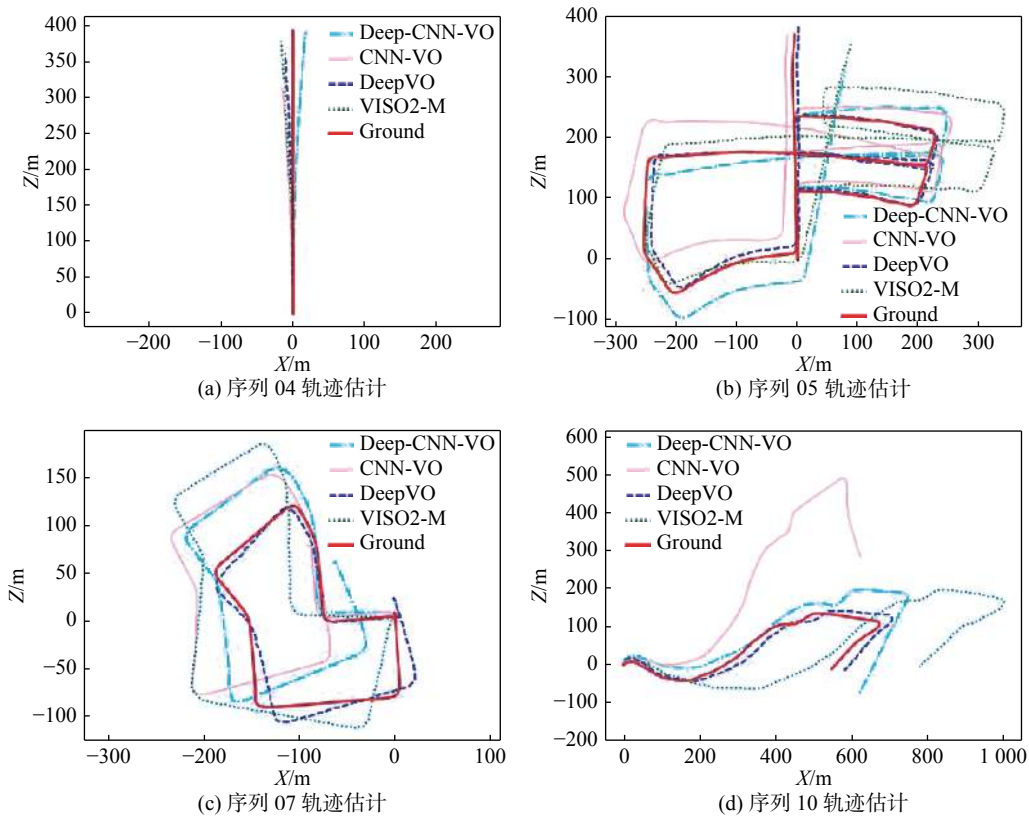 400
350
300
250
200
150
100
50
0
Z/m
−200
−100
0
100
200
X/m
Deep-CNN-VO
CNN-VO
DeepVO
VISO2-M
Ground
(a) 序列 04 轨迹估计
400
300
200
100
0
−100
Z/m
−300
−200
−100
0
100
200
300
X/m
Deep-CNN-VO
CNN-VO
DeepVO
VISO2-M
Ground
(b) 序列 05 轨迹估计
150
100
50
0
−50
−100
Z/m
−300
−200
−100
0
100
X/m
Deep-CNN-VO
CNN-VO
DeepVO
VISO2-M
Ground
(c) 序列 07 轨迹估计
600
500
400
300
200
100
0
−100
−200
Z/m
0
200
400
600
800
1 000
X/m
Deep-CNN-VO
CNN-VO
DeepVO
VISO2-M
Ground
(d) 序列 10 轨迹估计